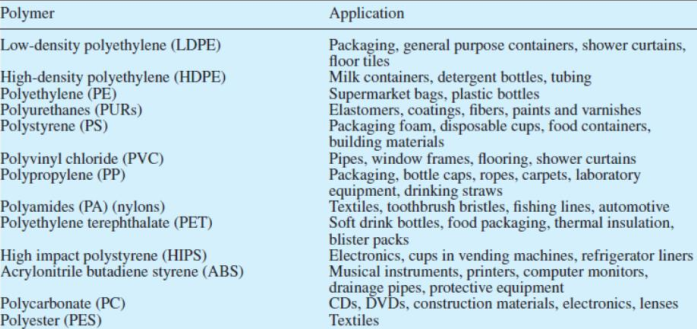 Polymer Application
Low-density polyethylene (LDPE) Packaging, general purpose containers, shower curtains,
floor tiles
High-density polyethylene (HDPE) Milk containers, detergent bottles, tubing
Polyethylene (PE) Supermarket bags, plastic bottles
Polyurethanes (PURs) Elastomers, coatings, fibers, paints and varnishes
Polystyrene (PS) Packaging foam, disposable cups, food containers,
building materials
Polyvinyl chloride (PVC) Pipes, window frames, flooring, shower curtains
Polypropylene (PP) Packaging, bottle caps, ropes, carpets, laboratory
equipment, drinking straws
Polyamides (PA) (nylons) Textiles, toothbrush bristles, fishing lines, automotive
Polyethylene terephthalate (PET) Soft drink bottles, food packaging, thermal insulation,
blister packs
High impact polystyrene (HIPS) Electronics, cups in vending machines, refrigerator liners
Acrylonitrile butadiene styrene (ABS) Musical instruments, printers, computer monitors,
drainage pipes, protective equipment
Polycarbonate (PC) CDs, DVDs, construction materials, electronics, lenses
Polyester (PES) Textiles